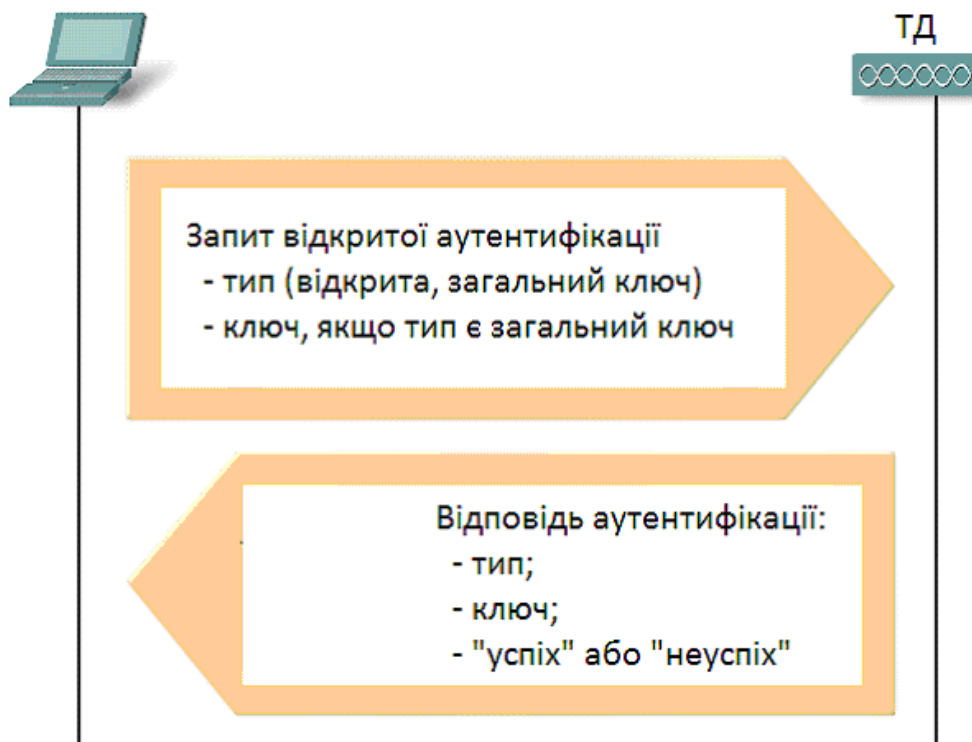 ТД
Запит відкритої аутентифікації
- тип (відкрита, загальний ключ)
- ключ, якщо тип є загальний ключ
Відповідь аутентифікації:
- тип;
- ключ;
- "успіх" або "неуспіх"